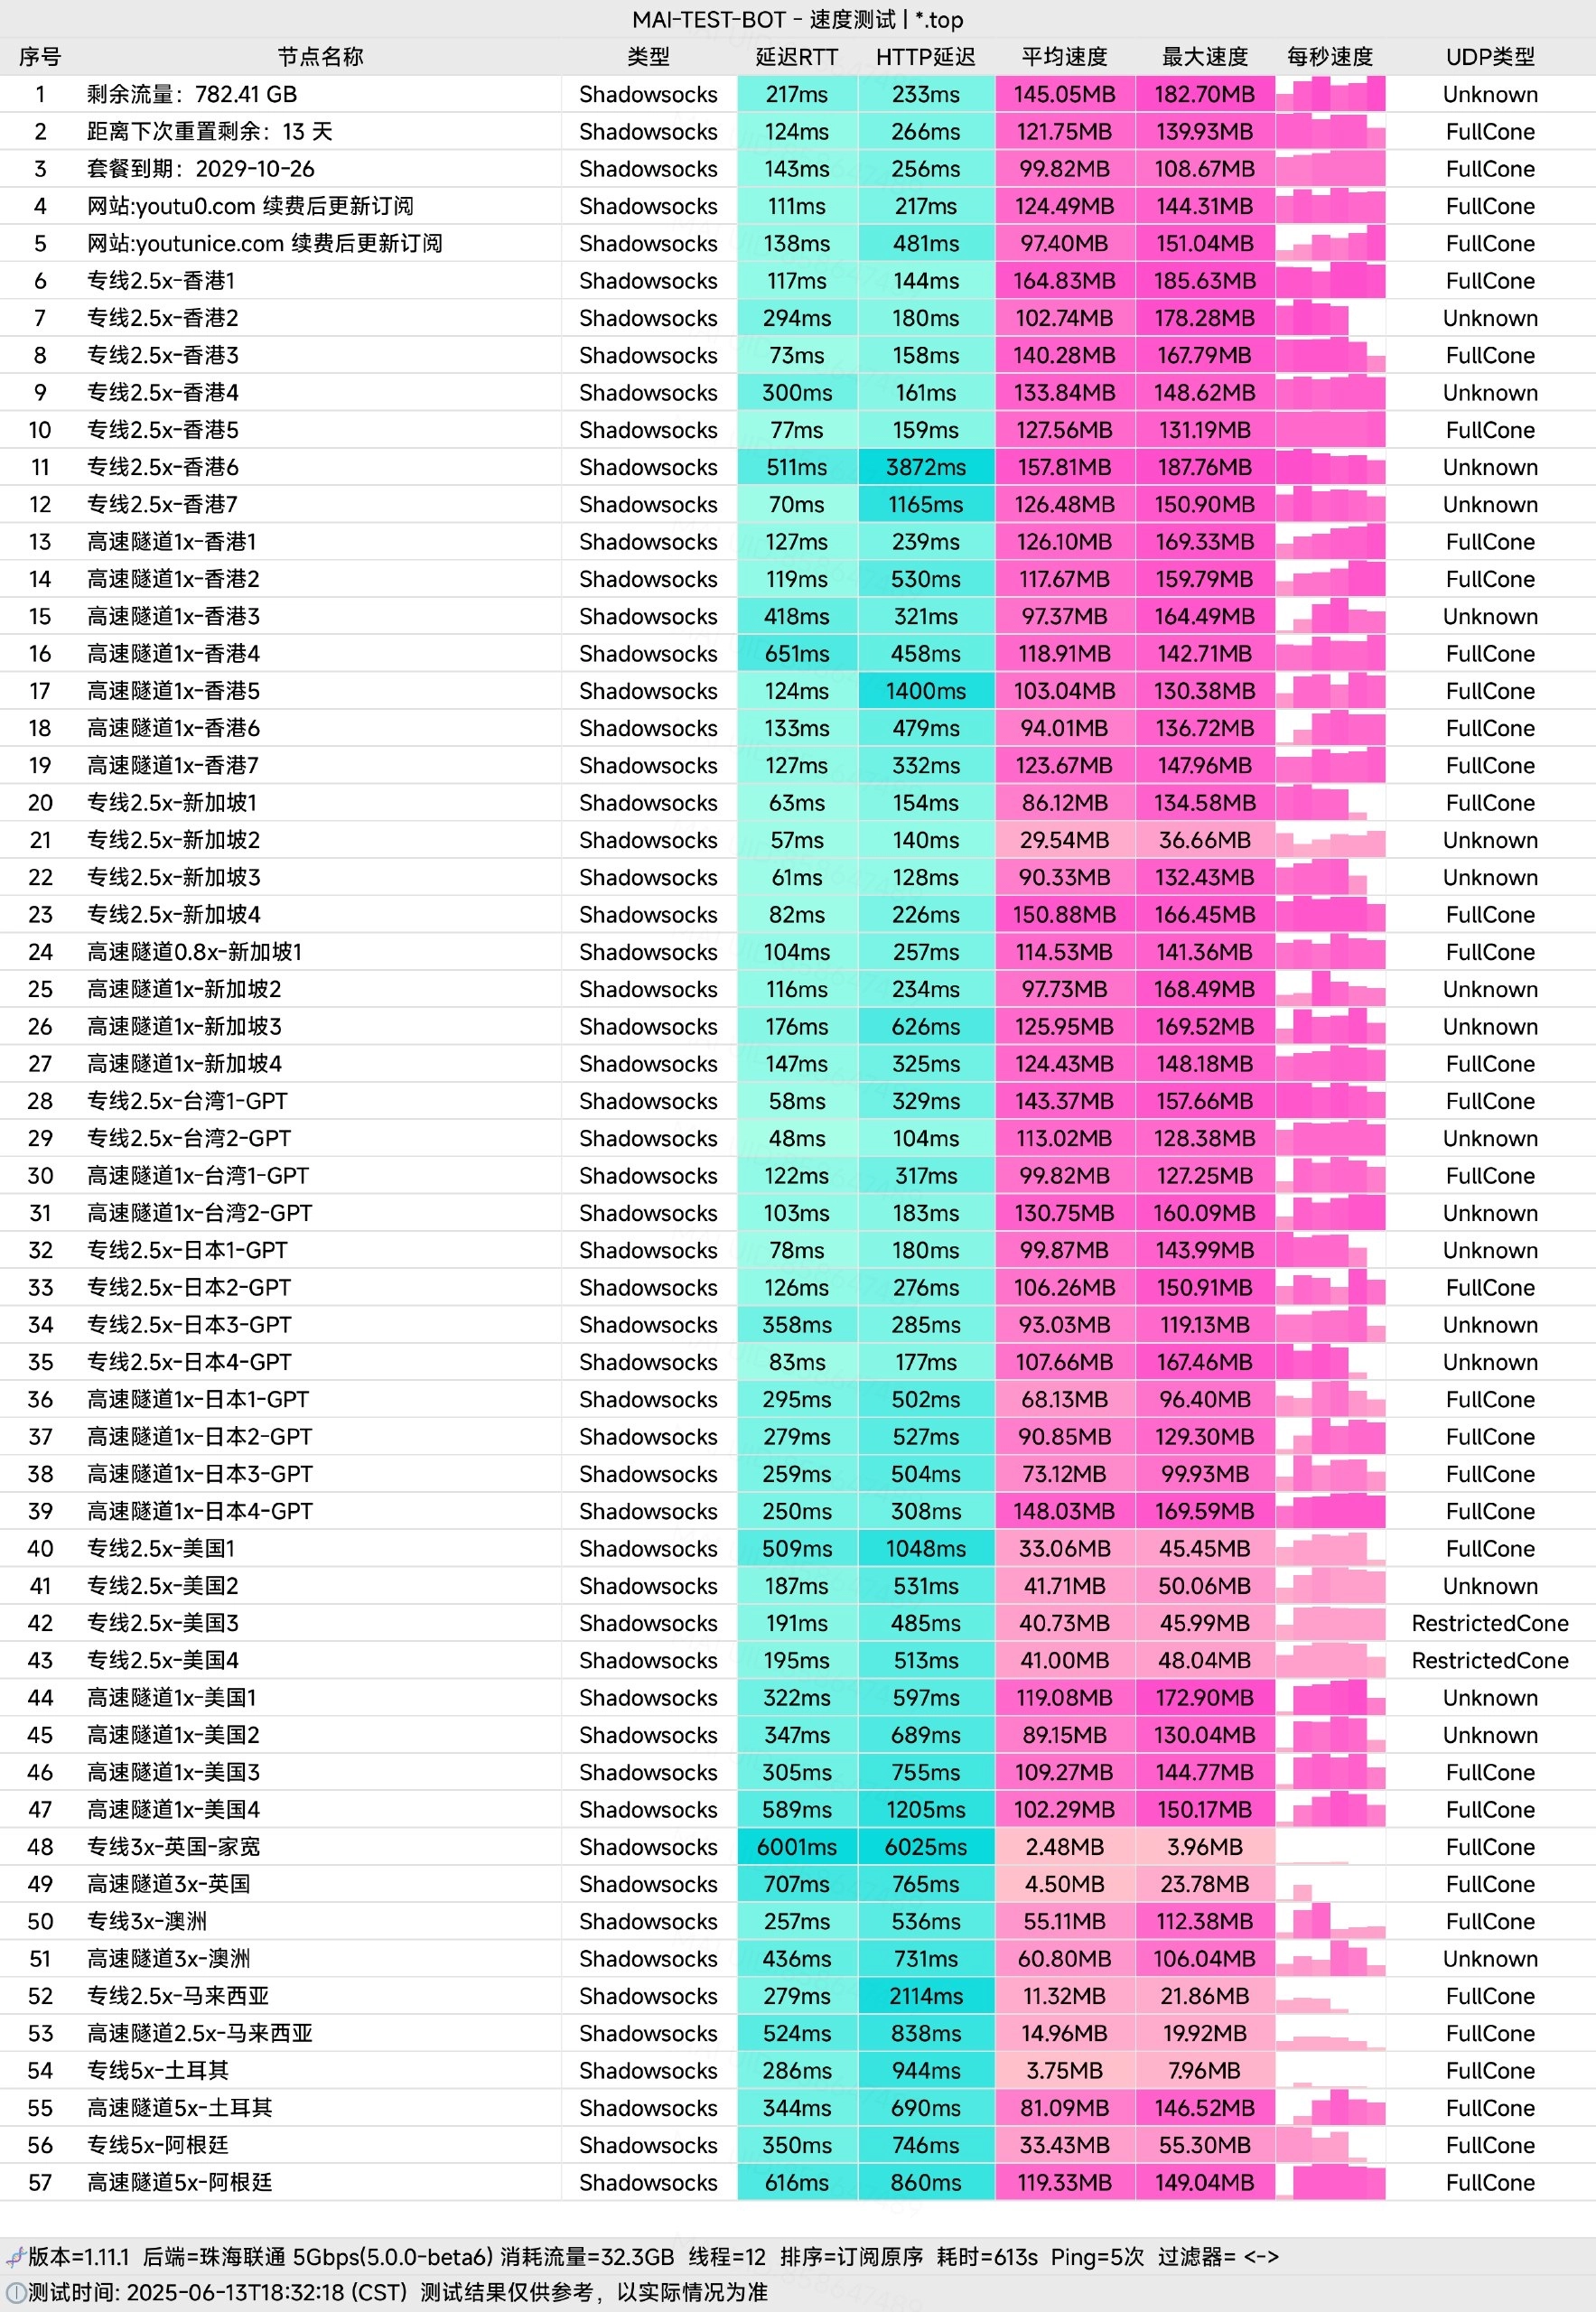 MAI-TEST-BOT - 速度测试 | *.top
序号 节点名称 类型 延迟RTT HTTP延迟 平均速度 最大速度 每秒速度 UDP类型
1 剩余流量：782.41 GB Shadowsocks 217ms 233ms 145.05MB 182.70MB Unknown
2 距离下次重置剩余：13 天 Shadowsocks 124ms 266ms 121.75MB 139.93MB FullCone
3 套餐到期：2029-10-26 Shadowsocks 143ms 256ms 99.82MB 108.67MB FullCone
4 网站:youtu0.com 续费后更新订阅 Shadowsocks 111ms 217ms 124.49MB 144.31MB FullCone
5 网站:youtunice.com 续费后更新订阅 Shadowsocks 138ms 481ms 97.40MB 151.04MB FullCone
6 专线2.5x-香港1 Shadowsocks 117ms 144ms 164.83MB 185.63MB FullCone
7 专线2.5x-香港2 Shadowsocks 294ms 180ms 102.74MB 178.28MB Unknown
8 专线2.5x-香港3 Shadowsocks 73ms 158ms 140.28MB 167.79MB FullCone
9 专线2.5x-香港4 Shadowsocks 300ms 161ms 133.84MB 148.62MB Unknown
10 专线2.5x-香港5 Shadowsocks 77ms 159ms 127.56MB 131.19MB FullCone
11 专线2.5x-香港6 Shadowsocks 511ms 3872ms 157.81MB 187.76MB Unknown
12 专线2.5x-香港7 Shadowsocks 70ms 1165ms 126.48MB 150.90MB Unknown
13 高速隧道1x-香港1 Shadowsocks 127ms 239ms 126.10MB 169.33MB FullCone
14 高速隧道1x-香港2 Shadowsocks 119ms 530ms 117.67MB 159.79MB FullCone
15 高速隧道1x-香港3 Shadowsocks 418ms 321ms 97.37MB 164.49MB Unknown
16 高速隧道1x-香港4 Shadowsocks 651ms 458ms 118.91MB 142.71MB FullCone
17 高速隧道1x-香港5 Shadowsocks 124ms 1400ms 103.04MB 130.38MB FullCone
18 高速隧道1x-香港6 Shadowsocks 133ms 479ms 94.01MB 136.72MB FullCone
19 高速隧道1x-香港7 Shadowsocks 127ms 332ms 123.67MB 147.96MB FullCone
20 专线2.5x-新加坡1 Shadowsocks 63ms 154ms 86.12MB 134.58MB FullCone
21 专线2.5x-新加坡2 Shadowsocks 57ms 140ms 29.54MB 36.66MB Unknown
22 专线2.5x-新加坡3 Shadowsocks 61ms 128ms 90.33MB 132.43MB Unknown
23 专线2.5x-新加坡4 Shadowsocks 82ms 226ms 150.88MB 166.45MB FullCone
24 高速隧道0.8x-新加坡1 Shadowsocks 104ms 257ms 114.53MB 141.36MB FullCone
25 高速隧道1x-新加坡2 Shadowsocks 116ms 234ms 97.73MB 168.49MB Unknown
26 高速隧道1x-新加坡3 Shadowsocks 176ms 626ms 125.95MB 169.52MB Unknown
27 高速隧道1x-新加坡4 Shadowsocks 147ms 325ms 124.43MB 148.18MB FullCone
28 专线2.5x-台湾1-GPT Shadowsocks 58ms 329ms 143.37MB 157.66MB FullCone
29 专线2.5x-台湾2-GPT Shadowsocks 48ms 104ms 113.02MB 128.38MB Unknown
30 高速隧道1x-台湾1-GPT Shadowsocks 122ms 317ms 99.82MB 127.25MB FullCone
31 高速隧道1x-台湾2-GPT Shadowsocks 103ms 183ms 130.75MB 160.09MB Unknown
32 专线2.5x-日本1-GPT Shadowsocks 78ms 180ms 99.87MB 143.99MB Unknown
33 专线2.5x-日本2-GPT Shadowsocks 126ms 276ms 106.26MB 150.91MB FullCone
34 专线2.5x-日本3-GPT Shadowsocks 358ms 285ms 93.03MB 119.13MB Unknown
35 专线2.5x-日本4-GPT Shadowsocks 83ms 177ms 107.66MB 167.46MB Unknown
36 高速隧道1x-日本1-GPT Shadowsocks 295ms 502ms 68.13MB 96.40MB FullCone
37 高速隧道1x-日本2-GPT Shadowsocks 279ms 527ms 90.85MB 129.30MB FullCone
38 高速隧道1x-日本3-GPT Shadowsocks 259ms 504ms 73.12MB 99.93MB FullCone
39 高速隧道1x-日本4-GPT Shadowsocks 250ms 308ms 148.03MB 169.59MB FullCone
40 专线2.5x-美国1 Shadowsocks 509ms 1048ms 33.06MB 45.45MB FullCone
41 专线2.5x-美国2 Shadowsocks 187ms 531ms 41.71MB 50.06MB Unknown
42 专线2.5x-美国3 Shadowsocks 191ms 485ms 40.73MB 45.99MB RestrictedCone
43 专线2.5x-美国4 Shadowsocks 195ms 513ms 41.00MB 48.04MB RestrictedCone
44 高速隧道1x-美国1 Shadowsocks 322ms 597ms 119.08MB 172.90MB Unknown
45 高速隧道1x-美国2 Shadowsocks 347ms 689ms 89.15MB 130.04MB Unknown
46 高速隧道1x-美国3 Shadowsocks 305ms 755ms 109.27MB 144.77MB FullCone
47 高速隧道1x-美国4 Shadowsocks 589ms 1205ms 102.29MB 150.17MB FullCone
48 专线3x-英国-家宽 Shadowsocks 6001ms 6025ms 2.48MB 3.96MB FullCone
49 高速隧道3x-英国 Shadowsocks 707ms 765ms 4.50MB 23.78MB FullCone
50 专线3x-澳洲 Shadowsocks 257ms 536ms 55.11MB 112.38MB FullCone
51 高速隧道3x-澳洲 Shadowsocks 436ms 731ms 60.80MB 106.04MB Unknown
52 专线2.5x-马来西亚 Shadowsocks 279ms 2114ms 11.32MB 21.86MB FullCone
53 高速隧道2.5x-马来西亚 Shadowsocks 524ms 838ms 14.96MB 19.92MB FullCone
54 专线5x-土耳其 Shadowsocks 286ms 944ms 3.75MB 7.96MB FullCone
55 高速隧道5x-土耳其 Shadowsocks 344ms 690ms 81.09MB 146.52MB FullCone
56 专线5x-阿根廷 Shadowsocks 350ms 746ms 33.43MB 55.30MB FullCone
57 高速隧道5x-阿根廷 Shadowsocks 616ms 860ms 119.33MB 149.04MB FullCone
版本=1.11.1 后端=珠海联通 5Gbps(5.0.0-beta6) 消耗流量=32.3GB 线程=12 排序=订阅原序 耗时=613s Ping=5次 过滤器= <->
测试时间: 2025-06-13T18:32:18 (CST) 测试结果仅供参考，以实际情况为准